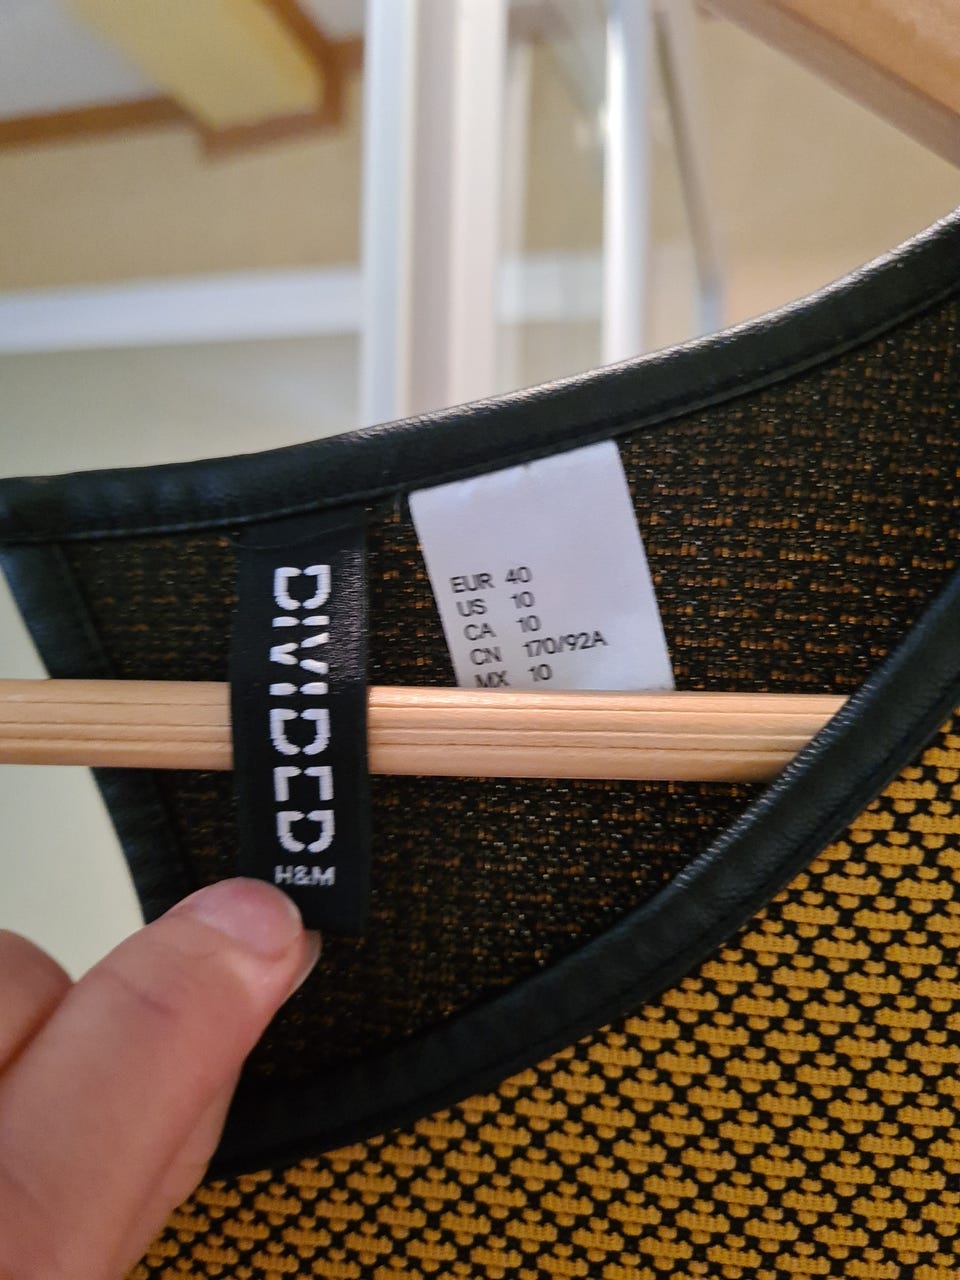 DIVIDED
H&M
EUR 40
US 10
CA 10
CN 170/92A
MX 10